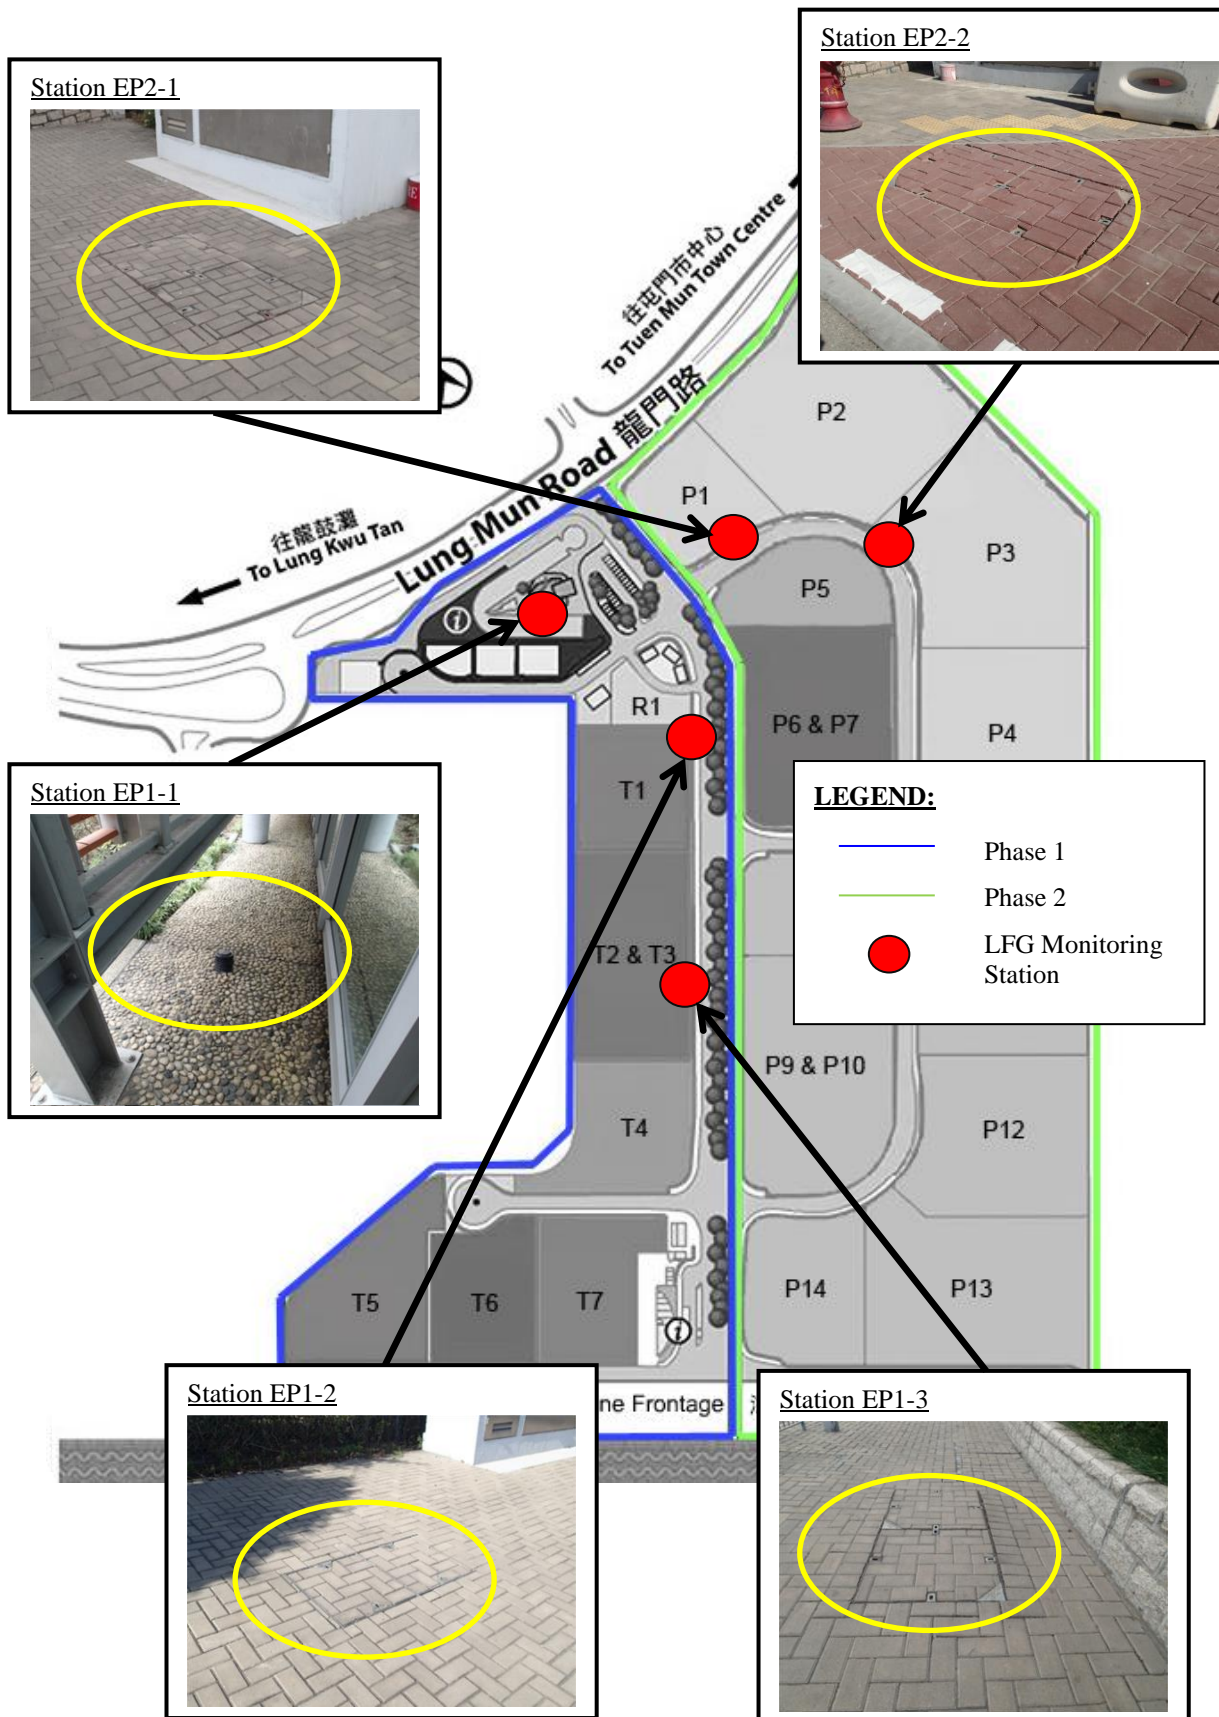 Station EP2-1
Station EP2-2
往屯門市中心
To Tuen Mun Town Centre
Lung Mun Road 龍門路
往龍鼓灘
To Lung Kwu Tan
P2
P1
P3
P5
i
R1
P6 & P7
P4
Station EP1-1
T1
LEGEND:
Phase 1
Phase 2
LFG Monitoring
Station
T2 & T3
P9 & P10
T4
P12
T5
T6
T7
P14
P13
i
Station EP1-2
ne Frontage
Station EP1-3